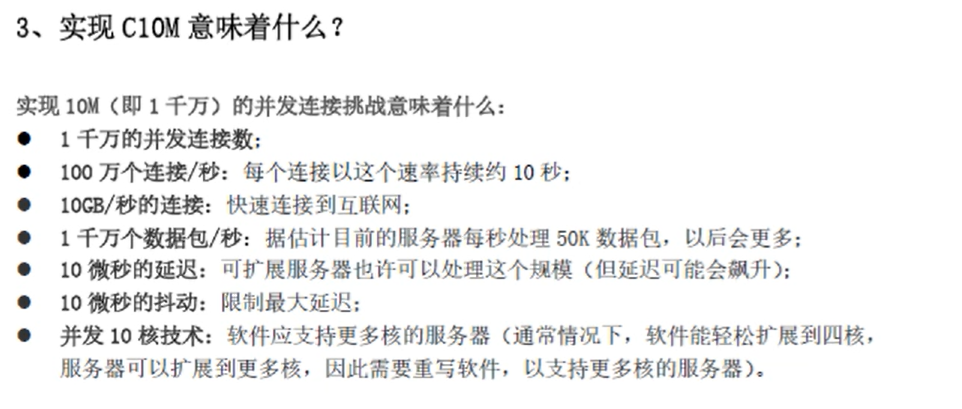 3、实现 C10M 意味着什么？
实现 10M（即 1 千万）的并发连接挑战意味着什么：
● 1 千万的并发连接数；
● 100 万个连接/秒：每个连接以这个速率持续约 10 秒；
● 10GB/秒的连接：快速连接到互联网；
● 1 千万个数据包/秒：据估计目前的服务器每秒处理 50K 数据包，以后会更多；
● 10 微秒的延迟：可扩展服务器也许可以处理这个规模（但延迟可能会飙升）；
● 10 微秒的抖动：限制最大延迟；
● 并发 10 核技术：软件应支持更多核的服务器（通常情况下，软件能轻松扩展到四核，
服务器可以扩展到更多核，因此需要重写软件，以支持更多核的服务器）。